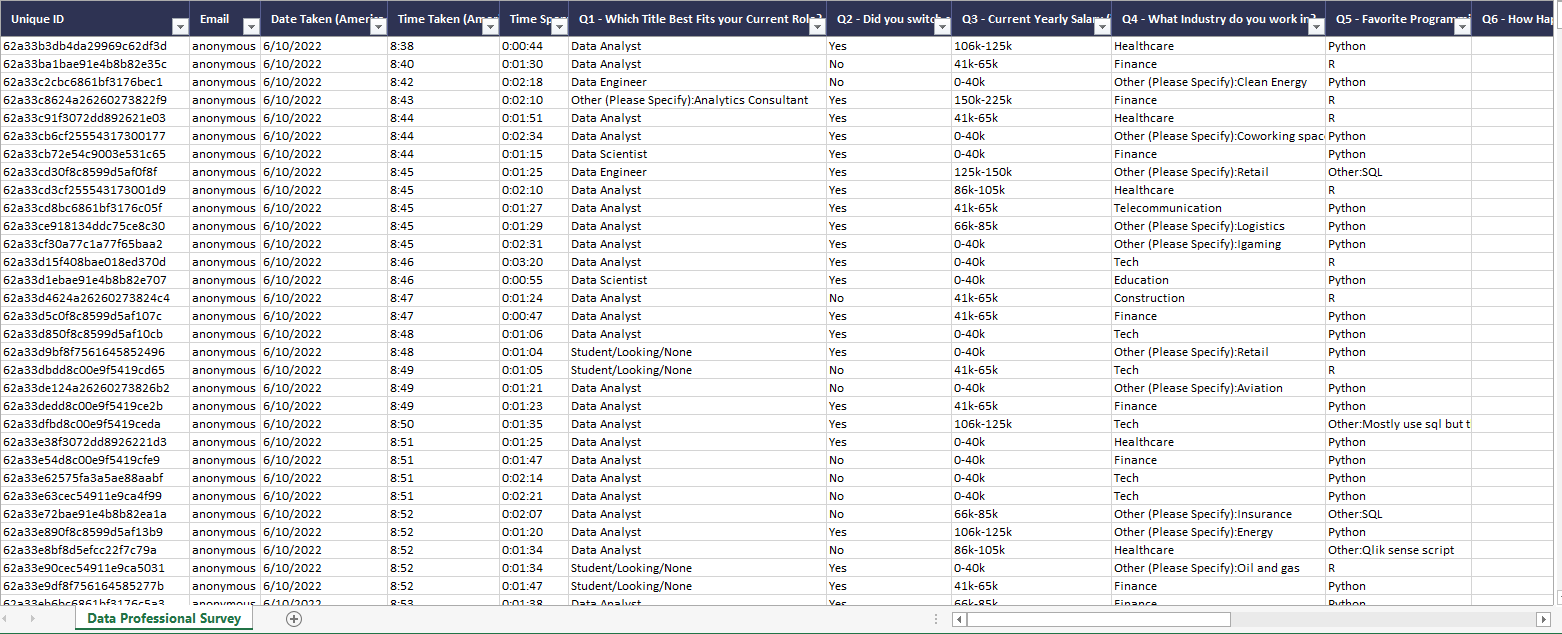 Unique ID Email Date Taken (Americ Time Taken (Ame Time Spe Q1 - Which Title Best Fits your Current Role? Q2 - Did you switch Q3 - Current Yearly Salary ( Q4 - What Industry do you work in? Q5 - Favorite Programmi Q6 - How Hap
62a33b3db4da29969c62df3d anonymous 6/10/2022 8:38 0:00:44 Data Analyst Yes 106k-125k Healthcare Python
62a33ba1bae91e4b8b82e35c anonymous 6/10/2022 8:40 0:01:30 Data Analyst No 41k-65k Finance R
62a33c2cbc6861bf3176bec1 anonymous 6/10/2022 8:42 0:02:18 Data Engineer No 0-40k Other (Please Specify):Clean Energy Python
62a33c8624a26260273822f9 anonymous 6/10/2022 8:43 0:02:10 Other (Please Specify):Analytics Consultant Yes 150k-225k Finance R
62a33c91f3072dd892621e03 anonymous 6/10/2022 8:44 0:01:51 Data Analyst Yes 41k-65k Healthcare R
62a33cb6cf25554317300177 anonymous 6/10/2022 8:44 0:02:34 Data Analyst Yes 0-40k Other (Please Specify):Coworking spac Python
62a33cb72e54c9003e531c65 anonymous 6/10/2022 8:44 0:01:15 Data Scientist Yes 0-40k Finance Python
62a33cd30f8c8599d5af0f8f anonymous 6/10/2022 8:45 0:01:25 Data Engineer Yes 125k-150k Other (Please Specify):Retail Other:SQL
62a33cd3cf255543173001d9 anonymous 6/10/2022 8:45 0:02:10 Data Analyst Yes 86k-105k Healthcare R
62a33cd8bc6861bf3176c05f anonymous 6/10/2022 8:45 0:01:27 Data Analyst Yes 41k-65k Telecommunication Python
62a33ce918134ddc75ce8c30 anonymous 6/10/2022 8:45 0:01:29 Data Analyst Yes 66k-85k Other (Please Specify):Logistics Python
62a33cf30a77c1a77f65baa2 anonymous 6/10/2022 8:45 0:02:31 Data Analyst Yes 0-40k Other (Please Specify):Igaming Python
62a33d15f408bae018ed370d anonymous 6/10/2022 8:46 0:03:20 Data Analyst Yes 0-40k Tech R
62a33d1ebae91e4b8b82e707 anonymous 6/10/2022 8:46 0:00:55 Data Scientist Yes 0-40k Education Python
62a33d4624a26260273824c4 anonymous 6/10/2022 8:47 0:01:24 Data Analyst No 41k-65k Construction R
62a33d5c0f8c8599d5af107c anonymous 6/10/2022 8:47 0:00:47 Data Analyst Yes 41k-65k Finance Python
62a33d850f8c8599d5af10cb anonymous 6/10/2022 8:48 0:01:06 Data Analyst Yes 0-40k Tech Python
62a33d9bf8f7561645852496 anonymous 6/10/2022 8:48 0:01:04 Student/Looking/None Yes 0-40k Other (Please Specify):Retail Python
62a33dbdd8c00e9f5419cd65 anonymous 6/10/2022 8:49 0:01:05 Student/Looking/None No 41k-65k Tech R
62a33de124a26260273826b2 anonymous 6/10/2022 8:49 0:01:21 Data Analyst No 0-40k Other (Please Specify):Aviation Python
62a33dedd8c00e9f5419ce2b anonymous 6/10/2022 8:49 0:01:23 Data Analyst Yes 41k-65k Finance Python
62a33dfbd8c00e9f5419ceda anonymous 6/10/2022 8:50 0:01:35 Data Analyst Yes 106k-125k Tech Other:Mostly use sql but t
62a33e38f3072dd8926221d3 anonymous 6/10/2022 8:51 0:01:25 Data Analyst Yes 0-40k Healthcare Python
62a33e54d8c00e9f5419cfe9 anonymous 6/10/2022 8:51 0:01:47 Data Analyst No 0-40k Finance Python
62a33e62575fa3a5ae88aabf anonymous 6/10/2022 8:51 0:02:14 Data Analyst No 0-40k Tech Python
62a33e63cec54911e9ca4f99 anonymous 6/10/2022 8:51 0:02:21 Data Analyst No 0-40k Tech Python
62a33e72bae91e4b8b82ea1a anonymous 6/10/2022 8:52 0:02:07 Data Analyst No 66k-85k Other (Please Specify):Insurance Other:SQL
62a33e890f8c8599d5af13b9 anonymous 6/10/2022 8:52 0:01:20 Data Analyst Yes 106k-125k Other (Please Specify):Energy Python
62a33e8bf8d5efcc22f7c79a anonymous 6/10/2022 8:52 0:01:34 Data Analyst No 86k-105k Healthcare Other:Qlik sense script
62a33e90cec54911e9ca5031 anonymous 6/10/2022 8:52 0:01:34 Student/Looking/None Yes 0-40k Other (Please Specify):Oil and gas R
62a33e9df8f756164585277b anonymous 6/10/2022 8:52 0:01:47 Student/Looking/None Yes 41k-65k Finance Python
62a33eb6bc6861bf3176c5a3 anonymous 6/10/2022 8:53 0:01:38 Data Analyst Yes 66k-85k Finance Python
Data Professional Survey